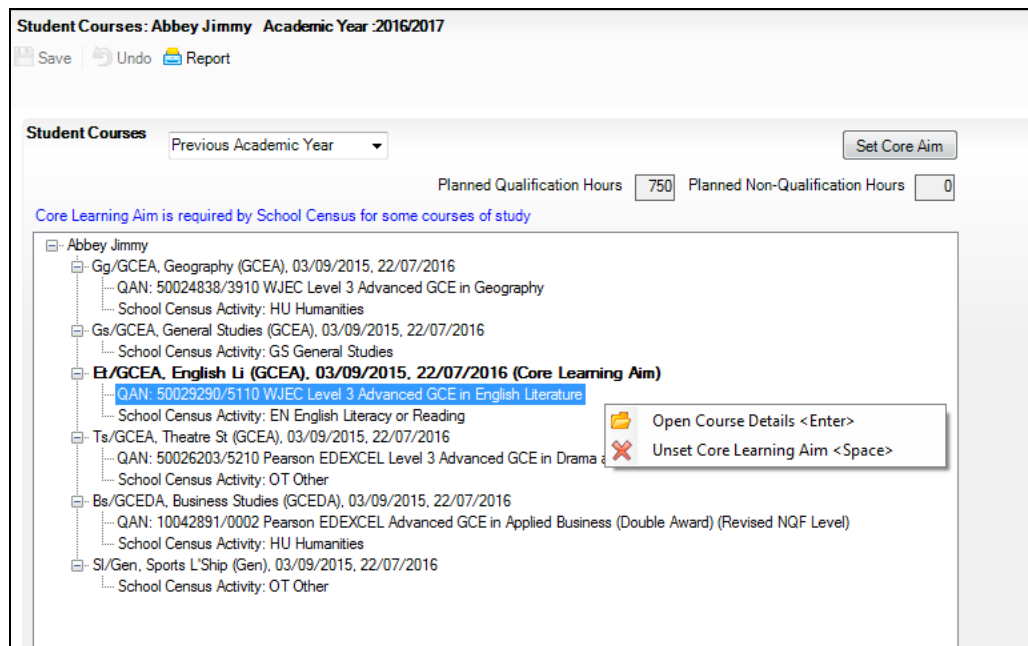 Student Courses: Abbey Jimmy Academic Year :2016/2017
Save Undo Report
Student Courses Previous Academic Year Set Core Aim
Planned Qualification Hours 750 Planned Non-Qualification Hours 0
Core Learning Aim is required by School Census for some courses of study
Abbey Jimmy
Gg/GCEA, Geography (GCEA), 03/09/2015, 22/07/2016
QAN: 50024838/3910 WJEC Level 3 Advanced GCE in Geography
School Census Activity: HU Humanities
Gs/GCEA, General Studies (GCEA), 03/09/2015, 22/07/2016
School Census Activity: GS General Studies
Et/GCEA, English Li (GCEA), 03/09/2015, 22/07/2016 (Core Learning Aim)
QAN: 50029290/5110 WJEC Level 3 Advanced GCE in English Literature
School Census Activity: EN English Literacy or Reading
Open Course Details <Enter>
Unset Core Learning Aim <Space>
Ts/GCEA, Theatre St (GCEA), 03/09/2015, 22/07/2016
QAN: 50026203/5210 Pearson EDEXCEL Level 3 Advanced GCE in Drama
School Census Activity: OT Other
Bs/GCEDA, Business Studies (GCEDA), 03/09/2015, 22/07/2016
QAN: 10042891/0002 Pearson EDEXCEL Advanced GCE in Applied Business (Double Award) (Revised NQF Level)
School Census Activity: HU Humanities
Sl/Gen, Sports L'Ship (Gen), 03/09/2015, 22/07/2016
School Census Activity: OT Other